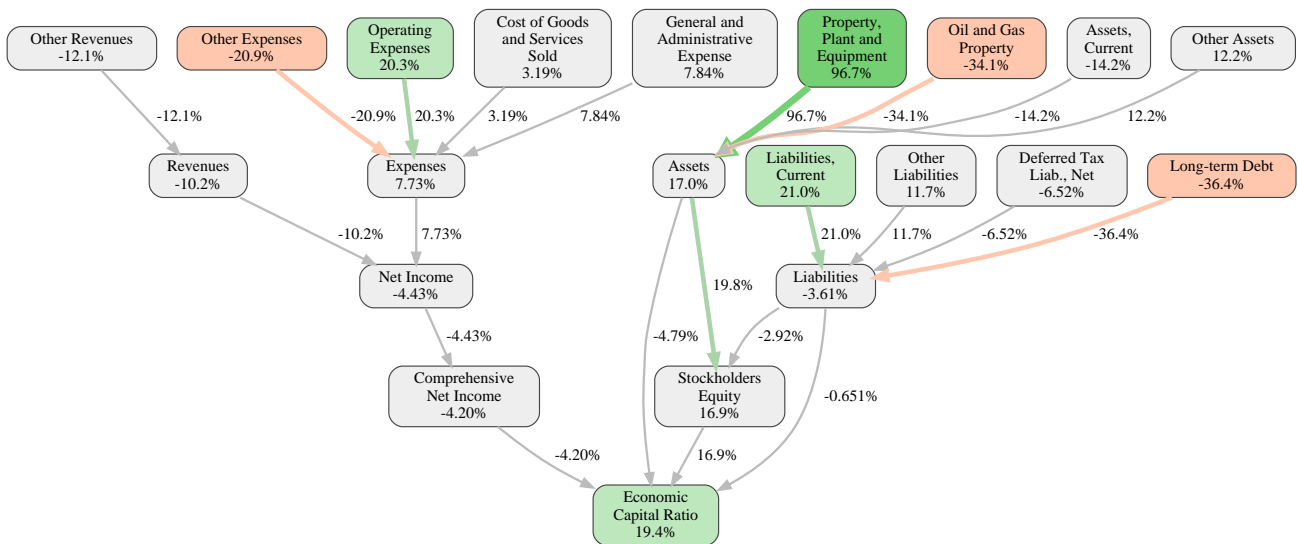 Other Revenues
-12.1%
Other Expenses
-20.9%
Operating
Expenses
20.3%
Cost of Goods
and Services
Sold
3.19%
General and
Administrative
Expense
7.84%
Property,
Plant and
Equipment
96.7%
Oil and Gas
Property
-34.1%
Assets,
Current
-14.2%
Other Assets
12.2%
-12.1%
-20.9%
20.3%
3.19%
7.84%
96.7%
-34.1%
-14.2%
12.2%
Revenues
-10.2%
Expenses
7.73%
Assets
17.0%
Liabilities,
Current
21.0%
Other
Liabilities
11.7%
Deferred Tax
Liab., Net
-6.52%
Long-term Debt
-36.4%
-10.2%
7.73%
21.0%
11.7%
-6.52%
-36.4%
Net Income
-4.43%
19.8%
Liabilities
-3.61%
-4.43%
-4.79%
-2.92%
Comprehensive
Net Income
-4.20%
Stockholders
Equity
16.9%
-0.651%
-4.20%
16.9%
Economic
Capital Ratio
19.4%